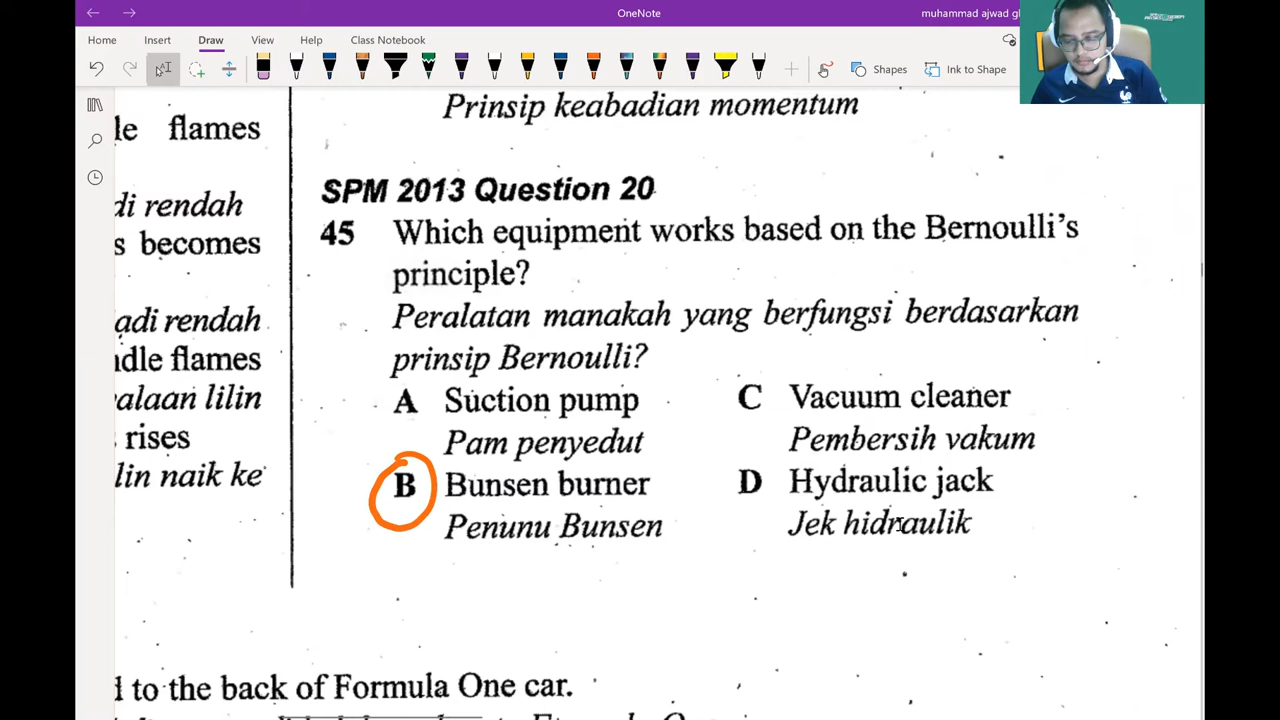 OneNote
muhammad ajwad gh
Home Insert Draw View Help Class Notebook
Shapes
Ink to Shape
le flames
di rendah
s becomes
adi rendah
dle flames
alaan lilin
rises
lin naik ke
Prinsip keabadian momentum
SPM 2013 Question 20
45 Which equipment works based on the Bernoulli's
principle?
Peralatan manakah yang berfungsi berdasarkan
prinsip Bernoulli?
A Suction pump
Pam penyedut
B Bunsen burner
Penunu Bunsen
C Vacuum cleaner
Pembersih vakum
D Hydraulic jack
Jek hidraulik
d to the back of Formula One car.